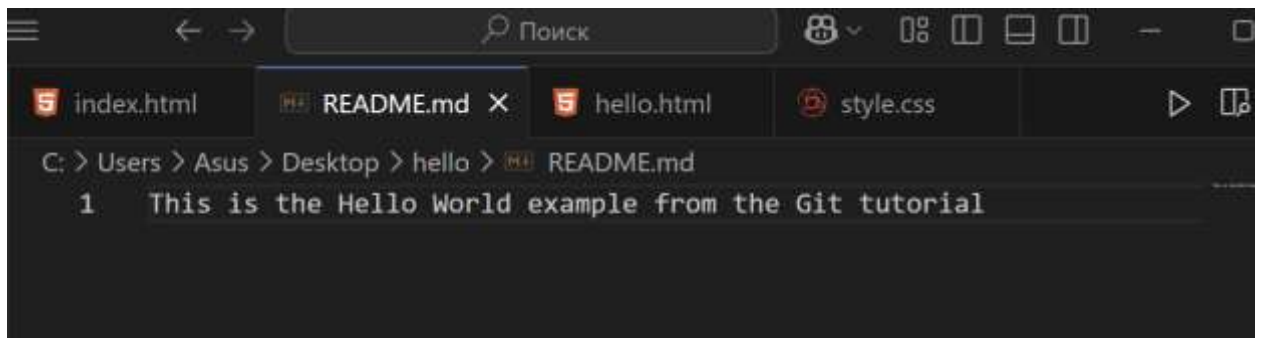 Поиск
index.html README.md hello.html style.css
C: > Users > Asus > Desktop > hello > README.md
1 This is the Hello World example from the Git tutorial